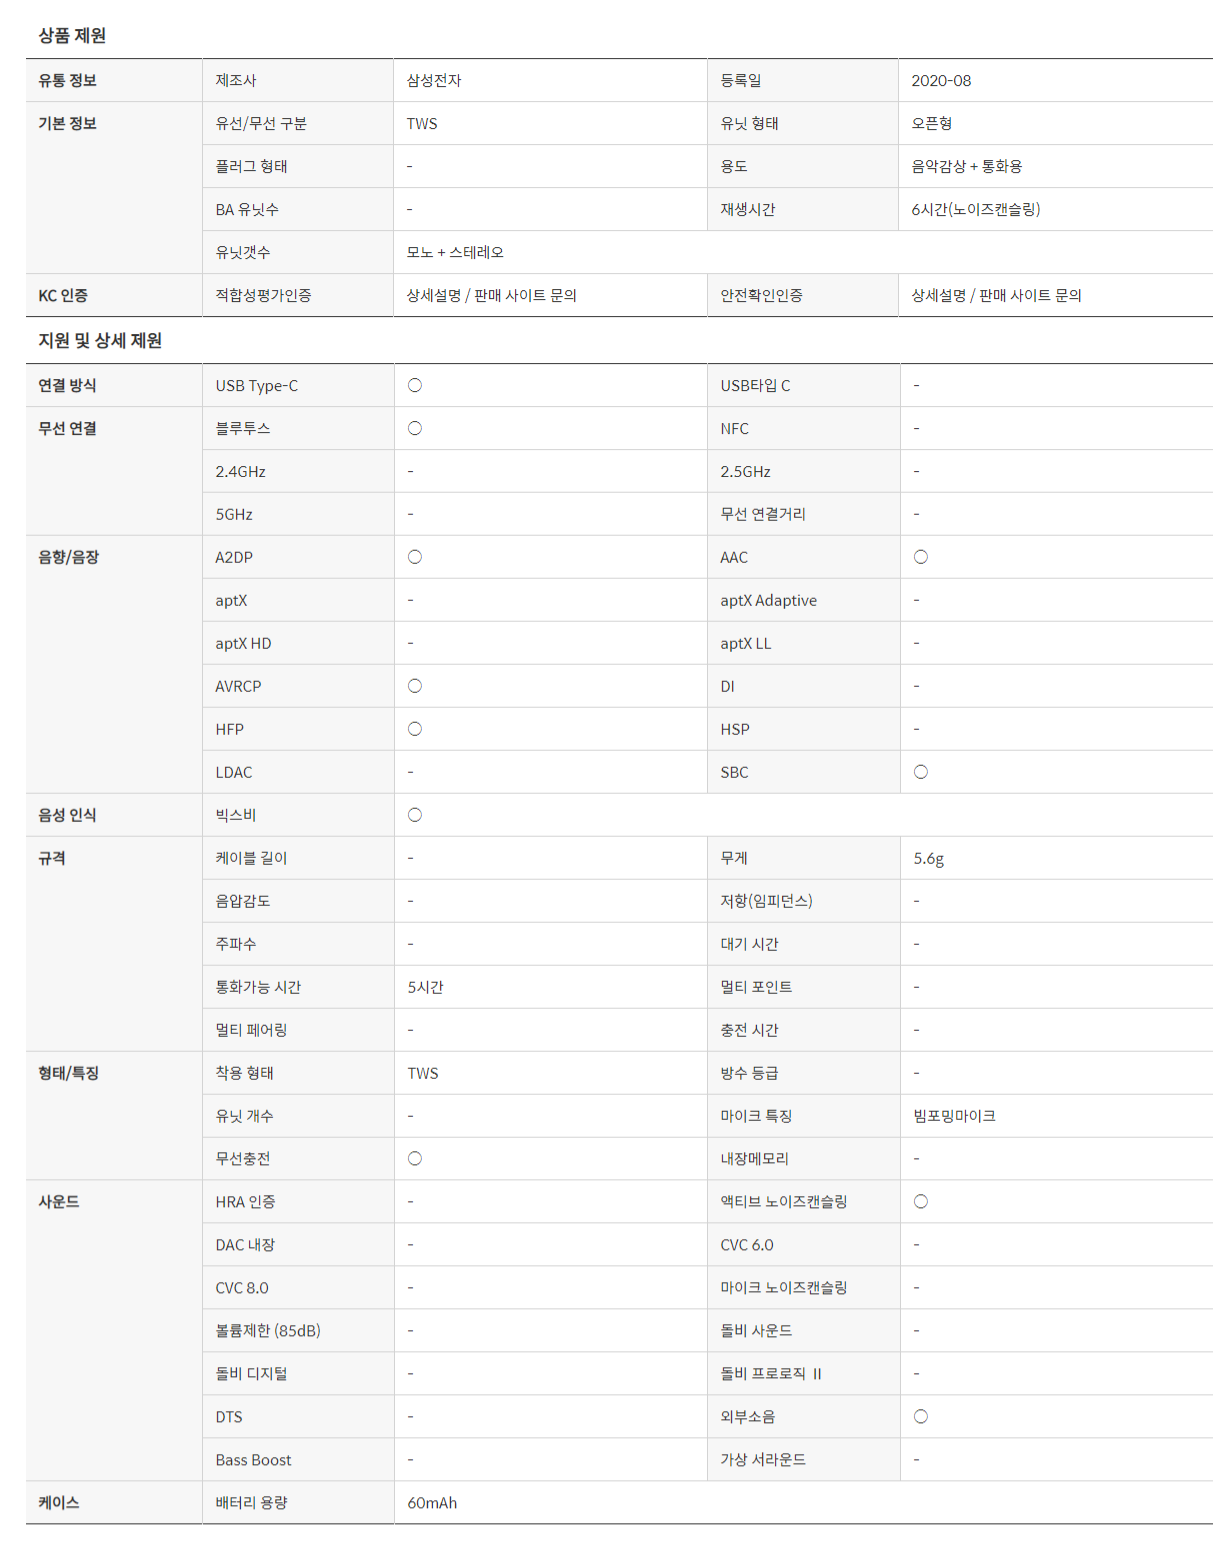 상품 제원
유통 정보 제조사 삼성전자 등록일 2020-08
기본 정보 유선/무선 구분 TWS 유닛 형태 오픈형
플러그 형태 - 용도 음악감상 + 통화용
BA 유닛수 - 재생시간 6시간(노이즈캔슬링)
유닛갯수 모노 + 스테레오
KC 인증 적합성평가인증 상세설명 / 판매 사이트 문의 안전확인인증 상세설명 / 판매 사이트 문의
지원 및 상세 제원
연결 방식 USB Type-C ○ USB타입 C -
무선 연결 블루투스 ○ NFC -
2.4GHz - 2.5GHz -
5GHz - 무선 연결거리 -
음향/음장 A2DP ○ AAC ○
aptX - aptX Adaptive -
aptX HD - aptX LL -
AVRCP ○ DI -
HFP ○ HSP -
LDAC - SBC ○
음성 인식 빅스비 ○
규격 케이블 길이 - 무게 5.6g
음압감도 - 저항(임피던스) -
주파수 - 대기 시간 -
통화가능 시간 5시간 멀티 포인트 -
멀티 페어링 - 충전 시간 -
형태/특징 착용 형태 TWS 방수 등급 -
유닛 개수 - 마이크 특징 빔포밍마이크
무선충전 ○ 내장메모리 -
사운드 HRA 인증 - 액티브 노이즈캔슬링 ○
DAC 내장 - CVC 6.0 -
CVC 8.0 - 마이크 노이즈캔슬링 -
볼륨제한 (85dB) - 돌비 사운드 -
돌비 디지털 - 돌비 프로로직 Ⅱ -
DTS - 외부소음 ○
Bass Boost - 가상 서라운드 -
케이스 배터리 용량 60mAh